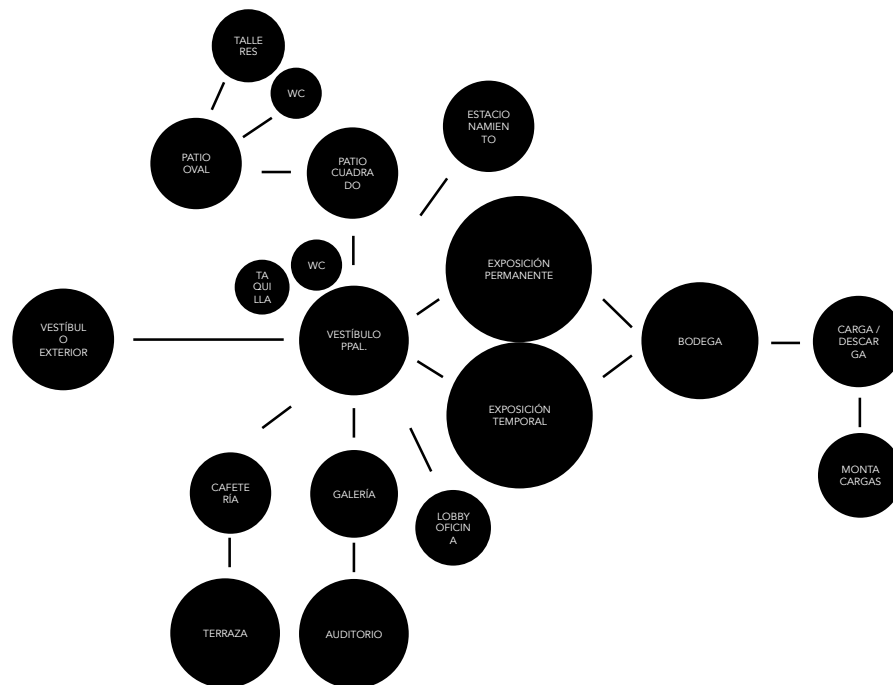 TALLE
RES
WC
ESTACIO
NAMIEN
TO
PATIO
OVAL
PATIO
CUADRA
DO
EXPOSICIÓN
PERMANENTE
WC
TA
QUI
LLA
VESTÍBUL
O
EXTERIOR
VESTÍBULO
PPAL.
BODEGA
CARGA /
DESCAR
GA
EXPOSICIÓN
TEMPORAL
CAFETE
RÍA
GALERÍA
LOBBY
OFICIN
A
MONTA
CARGAS
TERRAZA
AUDITORIO